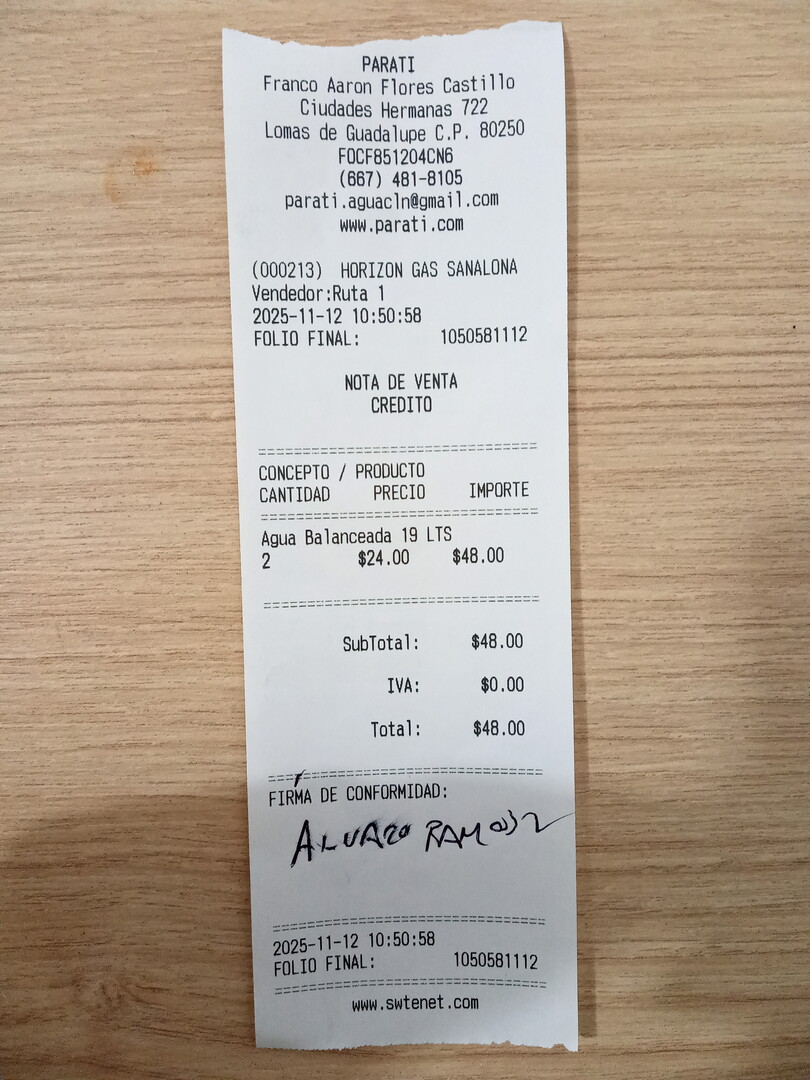 PARATI
Franco Aaron Flores Castillo
Ciudades Hermanas 722
Lomas de Guadalupe C.P. 80250
FOCF851204CN6
(667) 481-8105
parati.aguacln@gmail.com
www.parati.com
(000213) HORIZON GAS SANALONA
Vendedor:Ruta 1
2025-11-12 10:50:58
FOLIO FINAL: 1050581112
NOTA DE VENTA
CREDITO
CONCEPTO / PRODUCTO
CANTIDAD PRECIO IMPORTE
Agua Balanceada 19 LTS
2 $24.00 $48.00
SubTotal: $48.00
IVA: $0.00
Total: $48.00
FIRMA DE CONFORMIDAD:
ALVARO RAMOS
2025-11-12 10:50:58
FOLIO FINAL: 1050581112
www.swtenet.com